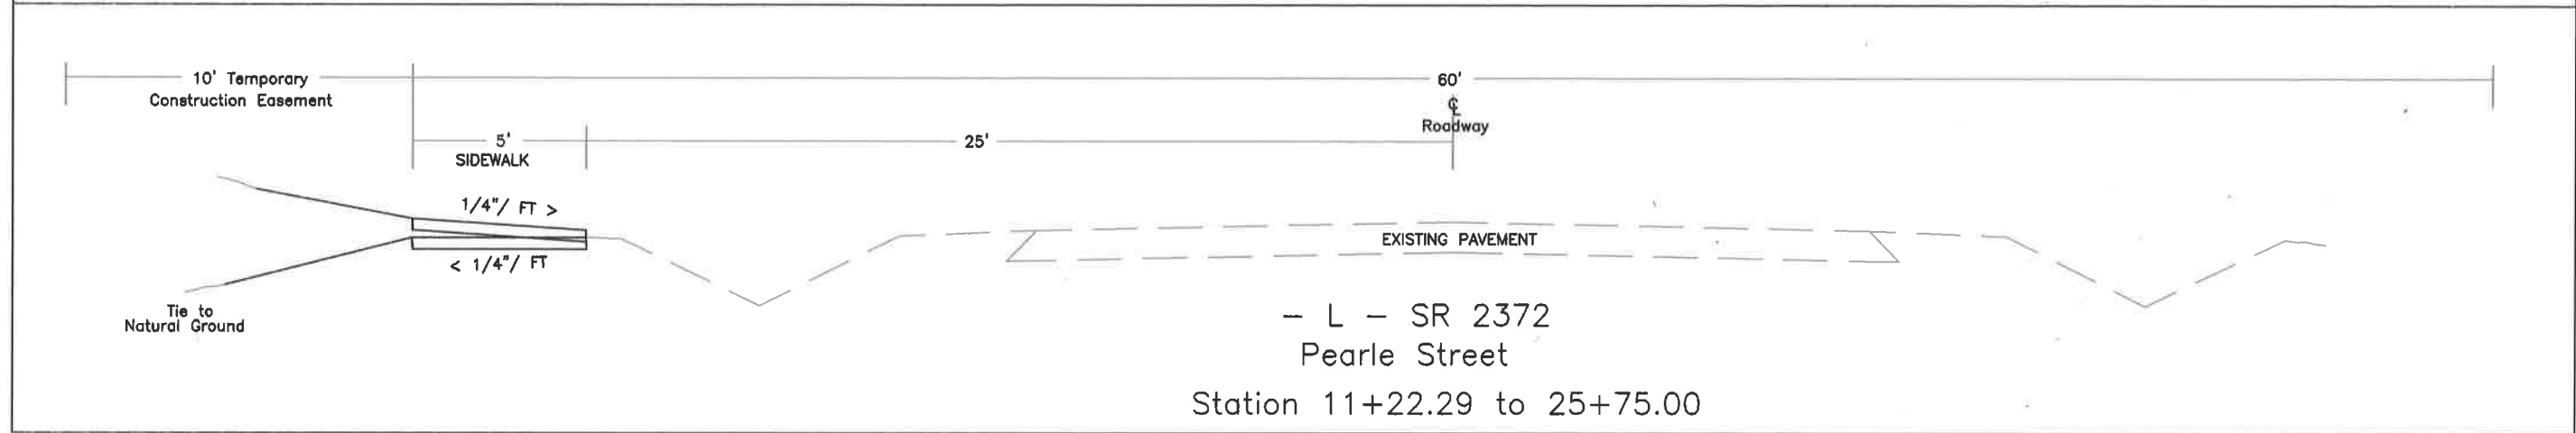 10' Temporary
Construction Easement
60'
℄
Roadway
5'
SIDEWALK
25'
1/4"/ FT >
< 1/4"/ FT
EXISTING PAVEMENT
Tie to
Natural Ground
- L - SR 2372
Pearle Street
Station 11+22.29 to 25+75.00